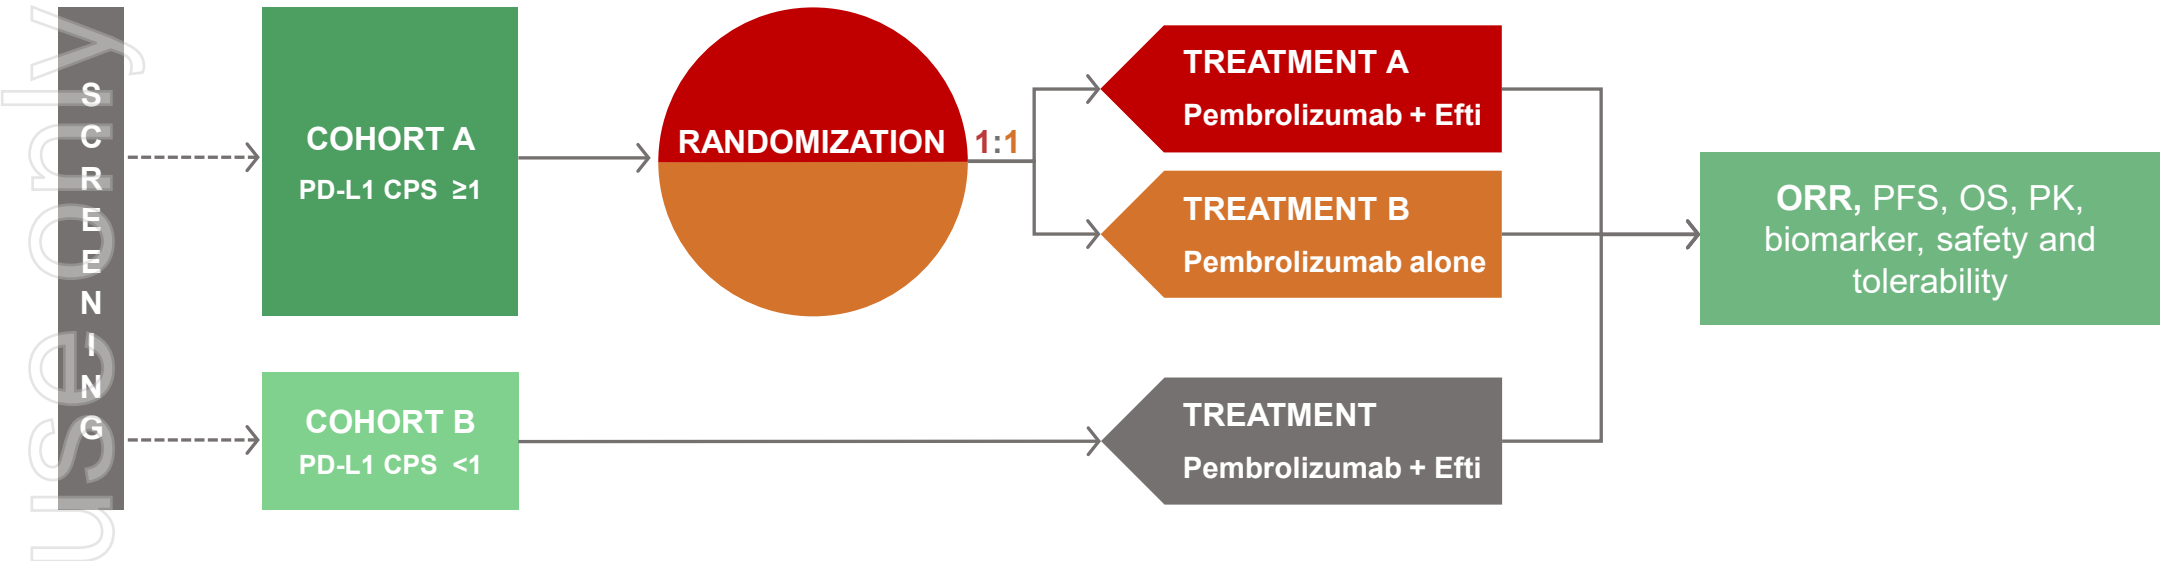 use only
SCREENING
COHORT A
PD-L1 CPS ≥1
RANDOMIZATION
1:1
TREATMENT A
Pembrolizumab + Efti
TREATMENT B
Pembrolizumab alone
ORR, PFS, OS, PK,
biomarker, safety and
tolerability
COHORT B
PD-L1 CPS <1
TREATMENT
Pembrolizumab + Efti